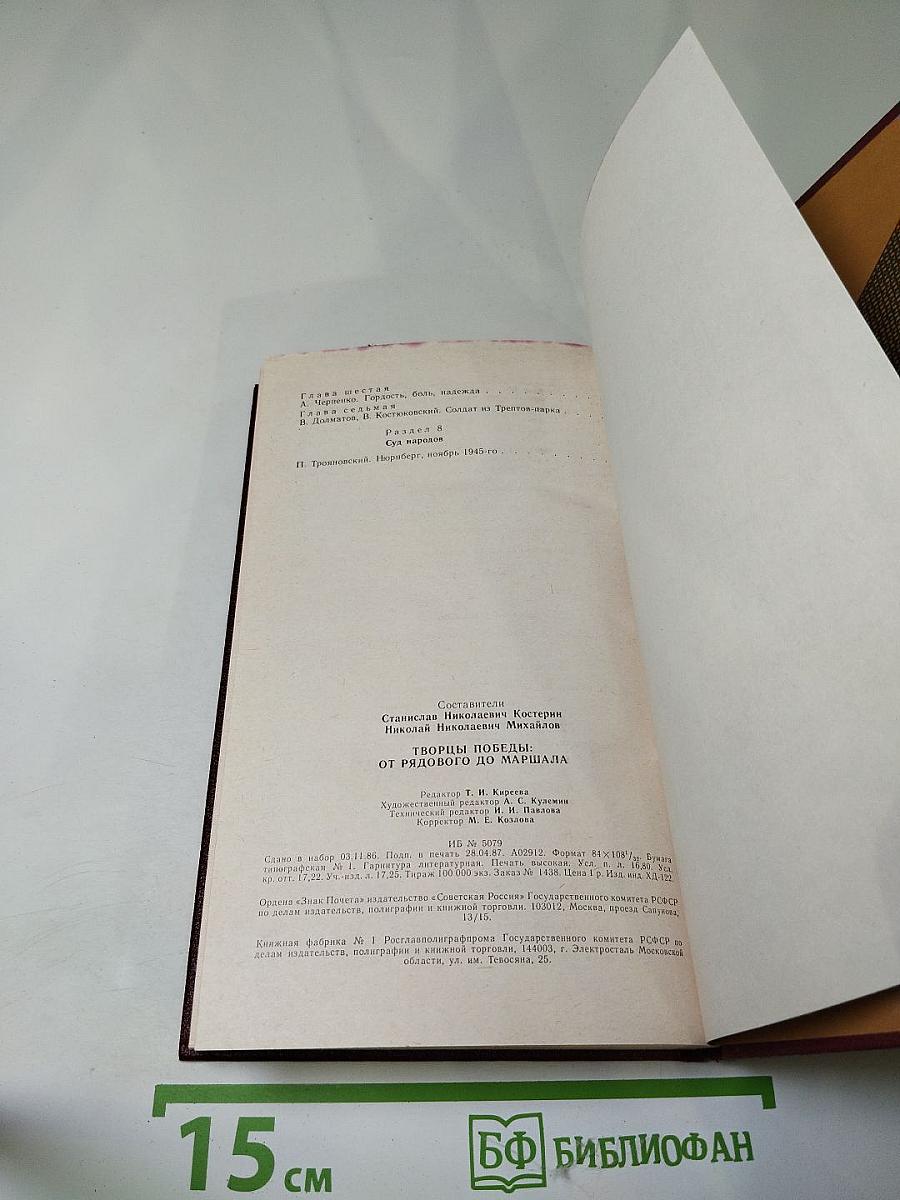 Глава шестая
А. Черненко. Гордость, боль, надежда . . . . . . . .
Глава седьмая
В. Долматов, В. Костюковский. Солдат из Трептов-парка . . .
Раздел 8
Суд народов
П. Трояновский. Нюрнберг, ноябрь 1945-го . . . . . . . .
Составители
Станислав Николаевич Костерин
Николай Николаевич Михайлов
ТВОРЦЫ ПОБЕДЫ:
ОТ РЯДОВОГО ДО МАРШАЛА
Редактор Т. И. Киреева
Художественный редактор А. С. Кулемин
Технический редактор И. И. Павлова
Корректор М. Е. Козлова
ИБ № 5079
Сдано в набор 03.11.86. Подп. в печать 28.04.87. А02912. Формат 84×108¹/₃₂. Бумага
типографская № 1. Гарнитура литературная. Печать высокая. Усл. п. л. 16,80. Усл.
кр. отт. 17,22. Уч.-изд. л. 17,25. Тираж 100 000 экз. Заказ № 1438. Цена 1 р. Изд. инд. ХД-122.
Ордена «Знак Почета» издательство «Советская Россия» Государственного комитета РСФСР
по делам издательств, полиграфии и книжной торговли. 103012, Москва, проезд Сапунова,
13/15.
Книжная фабрика № 1 Росглавполиграфпрома Государственного комитета РСФСР по
делам издательств, полиграфии и книжной торговли, 144003, г. Электросталь Московской
области, ул. им. Тевосяна, 25.
15 см
БФ БИБЛИОФАН